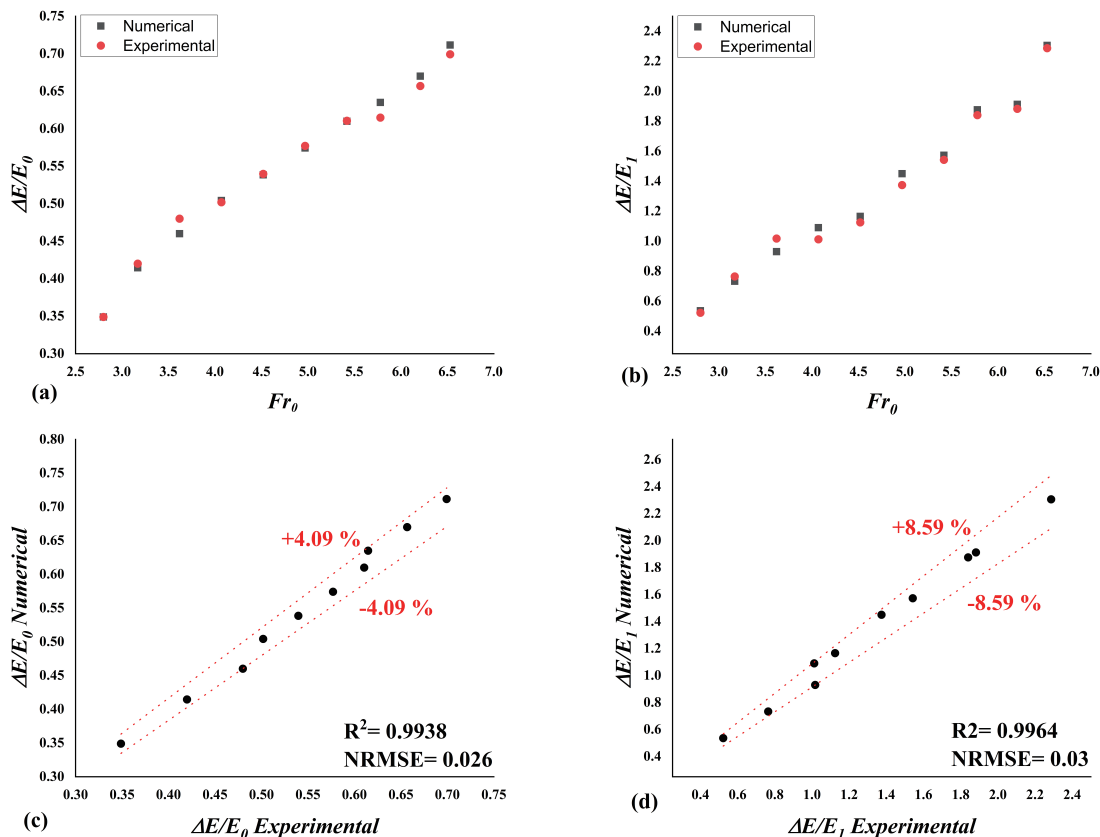 Numerical
Experimental
0.75
0.70
0.65
0.60
0.55
0.50
0.45
0.40
0.35
0.30
ΔE/E0
2.5 3.0 3.5 4.0 4.5 5.0 5.5 6.0 6.5 7.0
(a)
Fr0
Numerical
Experimental
2.4
2.2
2.0
1.8
1.6
1.4
1.2
1.0
0.8
0.6
0.4
ΔE/E1
2.5 3.0 3.5 4.0 4.5 5.0 5.5 6.0 6.5 7.0
(b)
Fr0
0.80
0.75
0.70
0.65
0.60
0.55
0.50
0.45
0.40
0.35
0.30
ΔE/E0 Numerical
+4.09 %
-4.09 %
R2= 0.9938
NRMSE= 0.026
0.30 0.35 0.40 0.45 0.50 0.55 0.60 0.65 0.70 0.75
(c)
ΔE/E0 Experimental
2.6
2.4
2.2
2.0
1.8
1.6
1.4
1.2
1.0
0.8
0.6
0.4
ΔE/E1 Numerical
+8.59 %
-8.59 %
R2= 0.9964
NRMSE= 0.03
0.4 0.6 0.8 1.0 1.2 1.4 1.6 1.8 2.0 2.2 2.4
(d)
ΔE/E1 Experimental